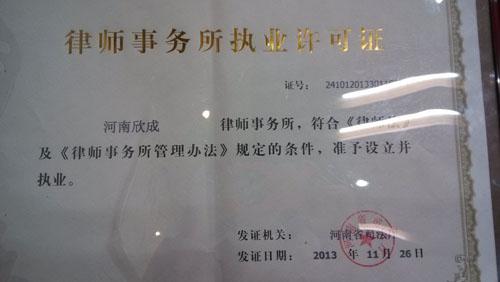 律师事务所执业许可证
证号： 2410120133011
河南欣成 律师事务所，符合《律师法》
及《律师事务所管理办法》规定的条件，准予设立并
执业。
发证机关： 河南省司法厅
发证日期： 2013 年 11 月 26 日